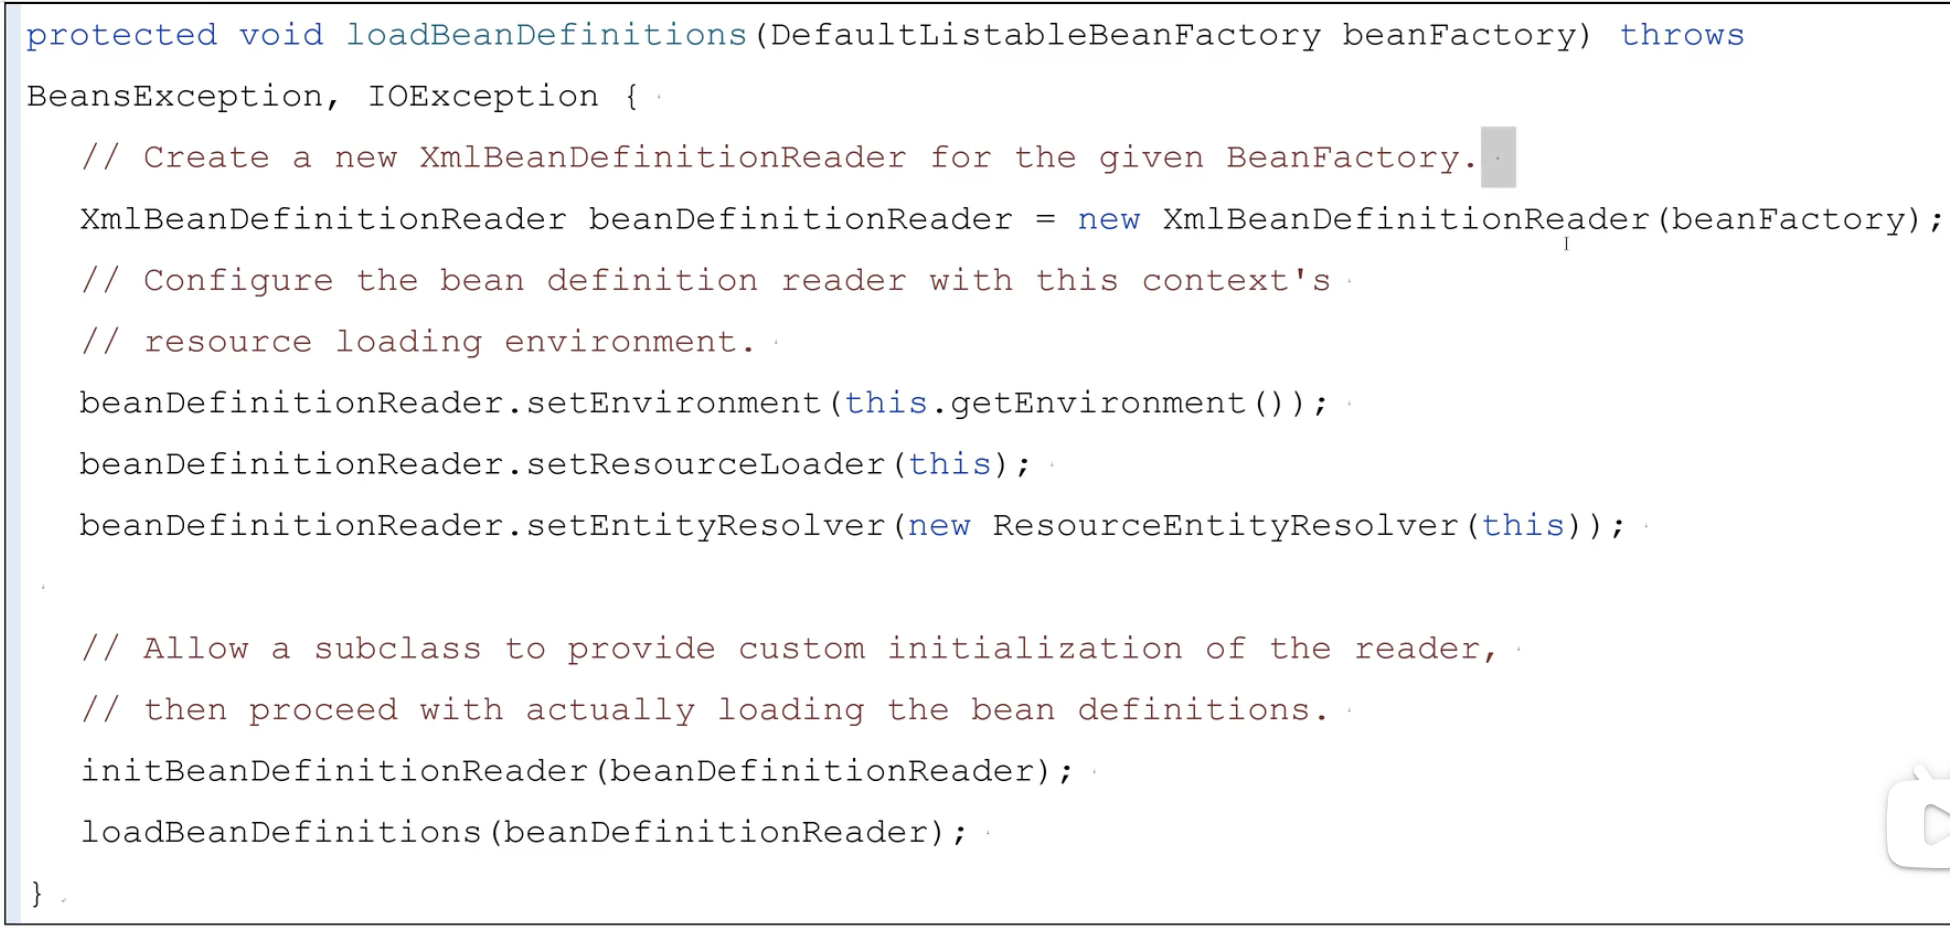 protected void loadBeanDefinitions(DefaultListableBeanFactory beanFactory) throws
BeansException, IOException {
// Create a new XmlBeanDefinitionReader for the given BeanFactory.
XmlBeanDefinitionReader beanDefinitionReader = new XmlBeanDefinitionReader(beanFactory);
// Configure the bean definition reader with this context's
// resource loading environment.
beanDefinitionReader.setEnvironment(this.getEnvironment());
beanDefinitionReader.setResourceLoader(this);
beanDefinitionReader.setEntityResolver(new ResourceEntityResolver(this));
// Allow a subclass to provide custom initialization of the reader,
// then proceed with actually loading the bean definitions.
initBeanDefinitionReader(beanDefinitionReader);
loadBeanDefinitions(beanDefinitionReader);
}